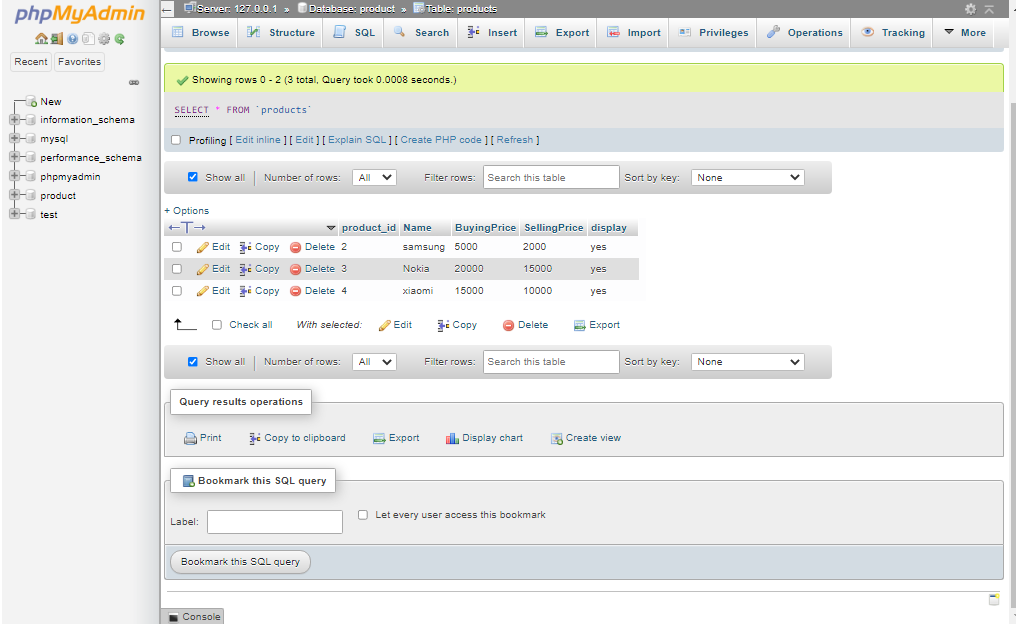 phpMyAdmin
Recent Favorites
New
information_schema
mysql
performance_schema
phpmyadmin
product
test
Server: 127.0.0.1 » Database: product » Table: products
Browse Structure SQL Search Insert Export Import Privileges Operations Tracking More
Showing rows 0 - 2 (3 total, Query took 0.0008 seconds.)
SELECT * FROM `products`
Profiling [ Edit inline ] [ Edit ] [ Explain SQL ] [ Create PHP code ] [ Refresh ]
Show all Number of rows: All Filter rows: Search this table Sort by key: None
+ Options
←T→ product_id Name BuyingPrice SellingPrice display
Edit Copy Delete 2 samsung 5000 2000 yes
Edit Copy Delete 3 Nokia 20000 15000 yes
Edit Copy Delete 4 xiaomi 15000 10000 yes
Check all With selected: Edit Copy Delete Export
Show all Number of rows: All Filter rows: Search this table Sort by key: None
Query results operations
Print Copy to clipboard Export Display chart Create view
Bookmark this SQL query
Label: Let every user access this bookmark
Bookmark this SQL query
Console